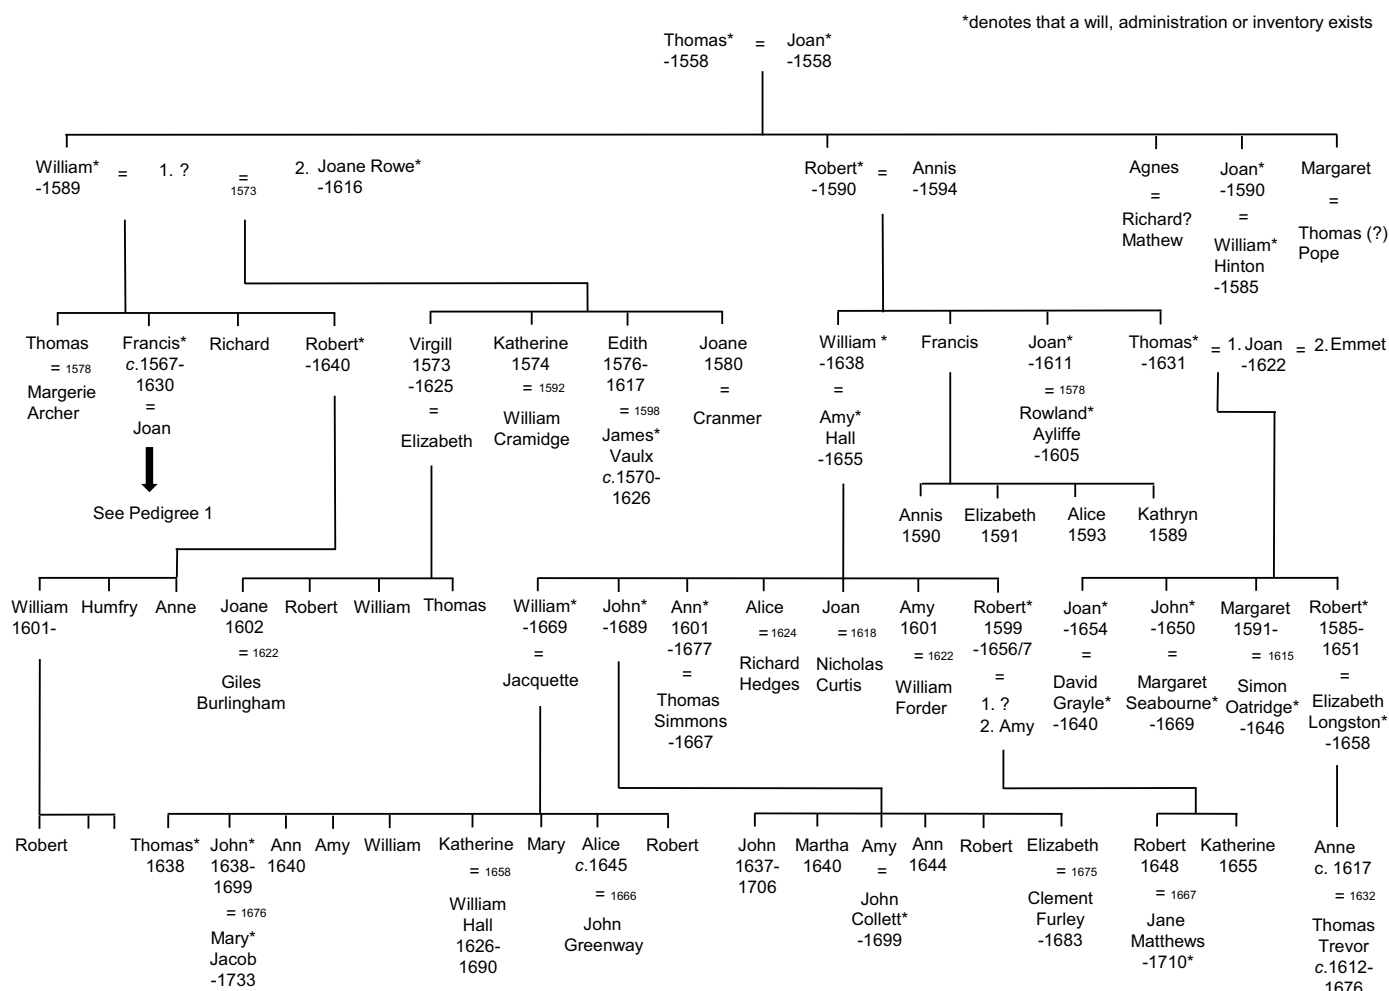 *denotes that a will, administration or inventory exists
Thomas* = Joan*
-1558 -1558
William* = 1. ? = 2. Joane Rowe*
-1589 1573 -1616
Robert* = Annis
-1590 -1594
Agnes
=
Richard?
Mathew
Joan*
-1590
=
William*
Hinton
-1585
Margaret
=
Thomas (?)
Pope
Thomas
= 1578
Margerie
Archer
Francis*
c.1567-
1630
=
Joan
See Pedigree 1
Richard
Robert*
-1640
Virgill
1573
-1625
=
Elizabeth
Katherine
1574
= 1592
William
Cramidge
Edith
1576-
1617
= 1598
James*
Vaulx
c.1570-
1626
Joane
1580
=
Cranmer
William *
-1638
=
Amy*
Hall
-1655
Francis
Joan*
-1611
= 1578
Rowland*
Ayliffe
-1605
Thomas* = 1. Joan = 2. Emmet
-1631 -1622
Annis
1590
Elizabeth
1591
Alice
1593
Kathryn
1589
William
1601-
Humfry
Anne
Joane
1602
= 1622
Giles
Burlingham
Robert
William
Thomas
William*
-1669
=
Jacquette
John*
-1689
Ann*
1601
-1677
=
Thomas
Simmons
-1667
Alice
= 1624
Richard
Hedges
Joan
= 1618
Nicholas
Curtis
Amy
1601
= 1622
William
Forder
Robert*
1599
-1656/7
=
1. ?
2. Amy
Joan*
-1654
=
David
Grayle*
-1640
John*
-1650
=
Margaret
Seabourne*
-1669
Margaret
1591-
= 1615
Simon
Oatridge*
-1646
Robert*
1585-
1651
=
Elizabeth
Longston*
-1658
Robert
Thomas*
1638
John*
1638-
1699
= 1676
Mary*
Jacob
-1733
Ann
1640
Amy
William
Katherine
= 1658
William
Hall
1626-
1690
Mary
Alice
c.1645
= 1666
John
Greenway
Robert
John
1637-
1706
Martha
1640
Amy
=
John
Collett*
-1699
Ann
1644
Robert
Elizabeth
= 1675
Clement
Furley
-1683
Robert
1648
= 1667
Jane
Matthews
-1710*
Katherine
1655
Anne
c. 1617
= 1632
Thomas
Trevor
c.1612-
1676